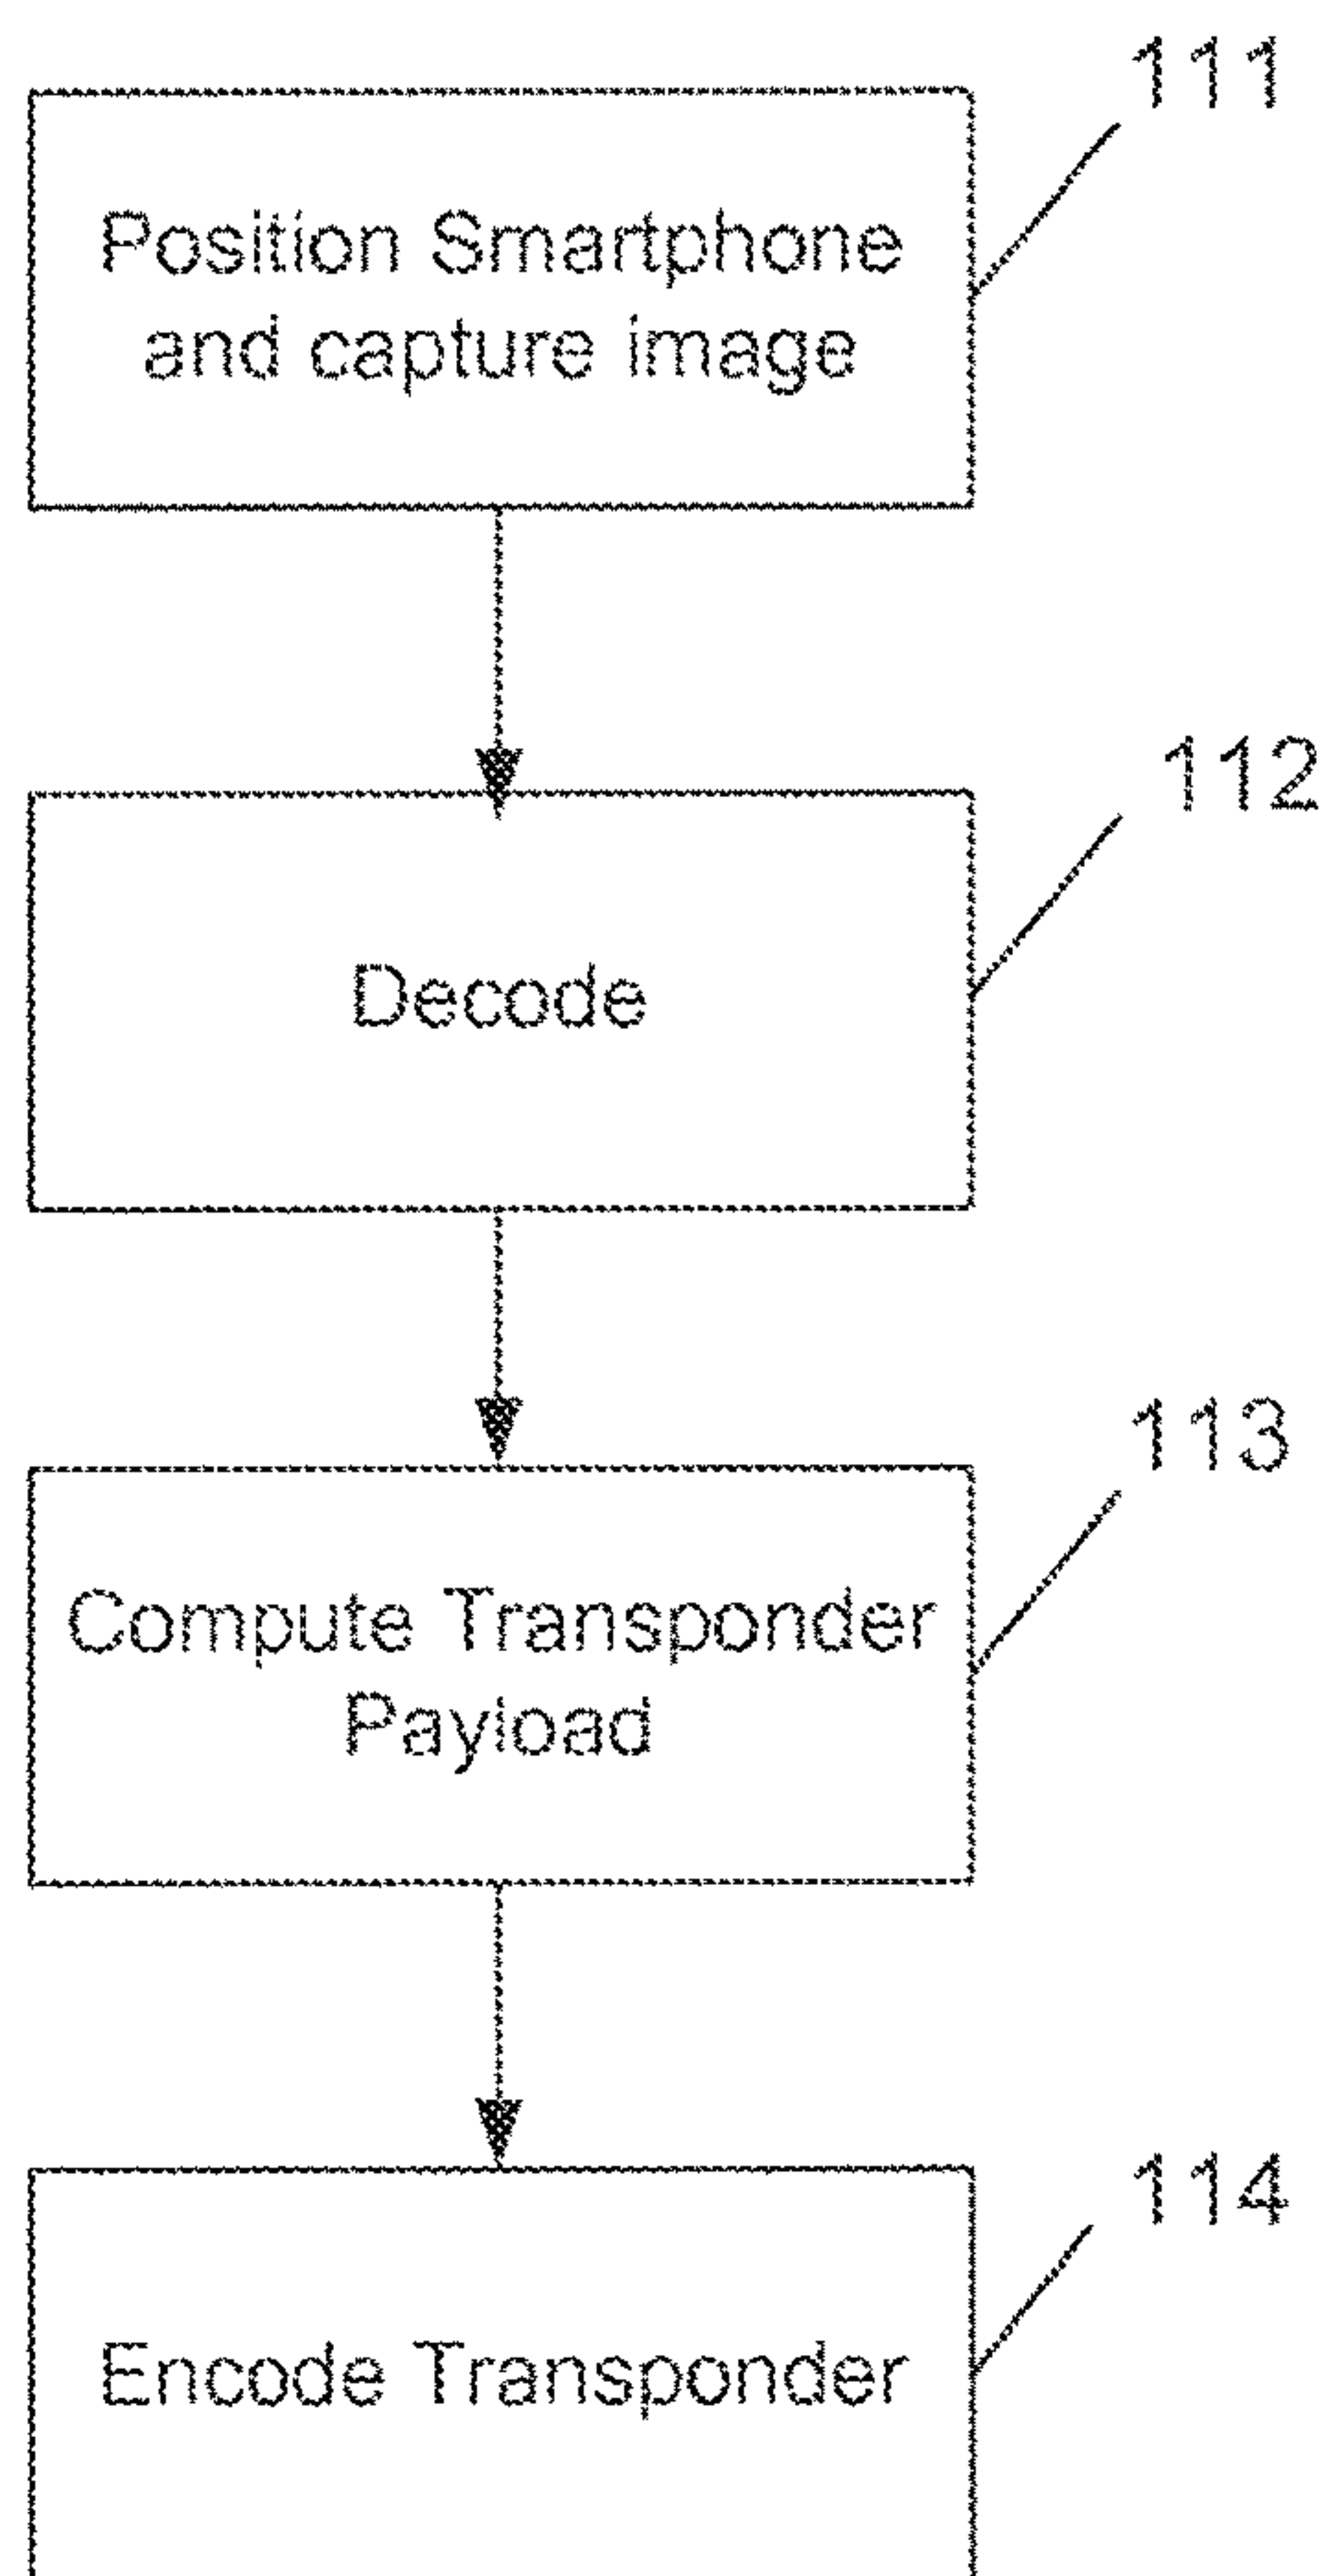 111
Position Smartphone
and capture image
112
Decode
113
Compute Transponder
Payload
114
Encode Transponder